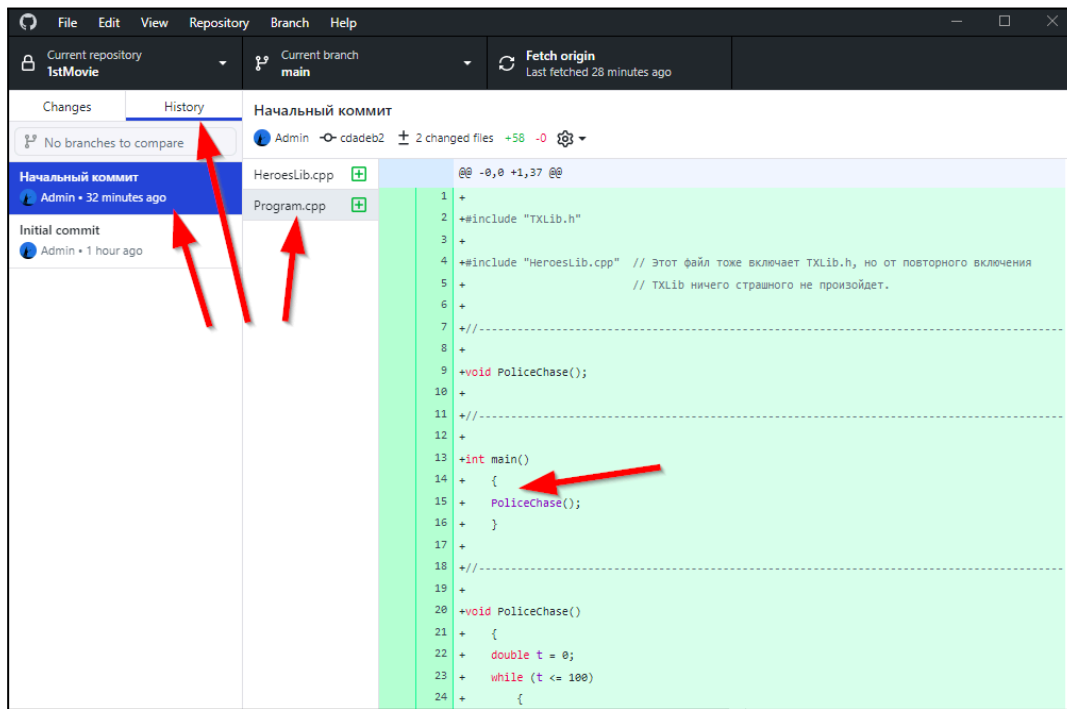 File Edit View Repository Branch Help
Current repository
1stMovie
Current branch
main
Fetch origin
Last fetched 28 minutes ago
Changes History
No branches to compare
Начальный коммит
Admin • 32 minutes ago
Initial commit
Admin • 1 hour ago
Начальный коммит
Admin cdadeb2 2 changed files +58 -0
HeroesLib.cpp
Program.cpp
@@ -0,0 +1,37 @@
1 +
2 +#include "TXLib.h"
3 +
4 +#include "HeroesLib.cpp" // Этот файл тоже включает TXLib.h, но от повторного включения
5 + // TXLib ничего страшного не произойдет.
6 +
7 +//----------------------------------------------------------------------------------------
8 +
9 +void PoliceChase();
10 +
11 +//----------------------------------------------------------------------------------------
12 +
13 +int main()
14 + {
15 + PoliceChase();
16 + }
17 +
18 +//----------------------------------------------------------------------------------------
19 +
20 +void PoliceChase()
21 + {
22 + double t = 0;
23 + while (t <= 100)
24 + {